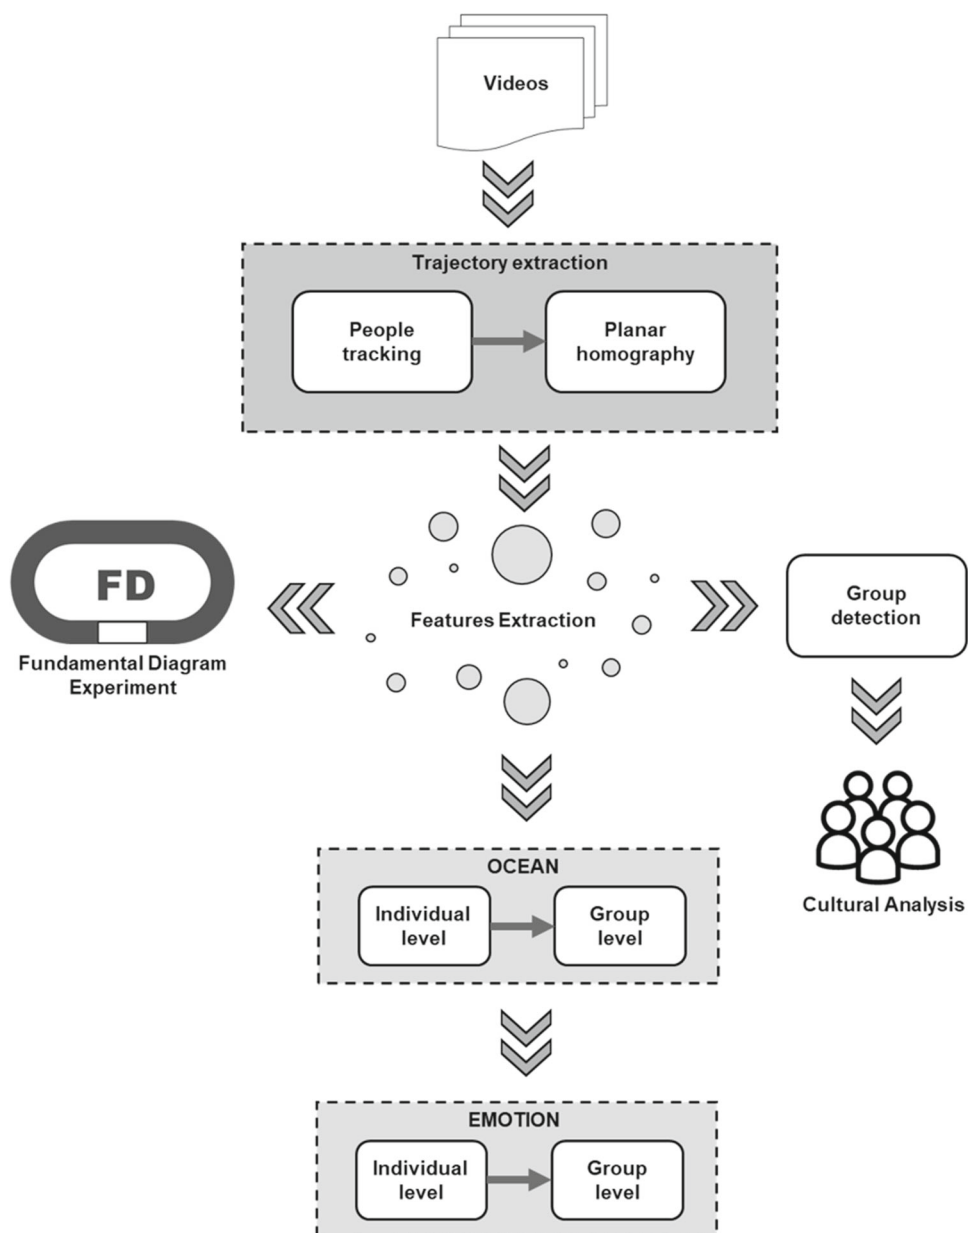 Videos
Trajectory extraction
People
tracking
Planar
homography
FD
Fundamental Diagram
Experiment
Features Extraction
Group
detection
Cultural Analysis
OCEAN
Individual
level
Group
level
EMOTION
Individual
level
Group
level